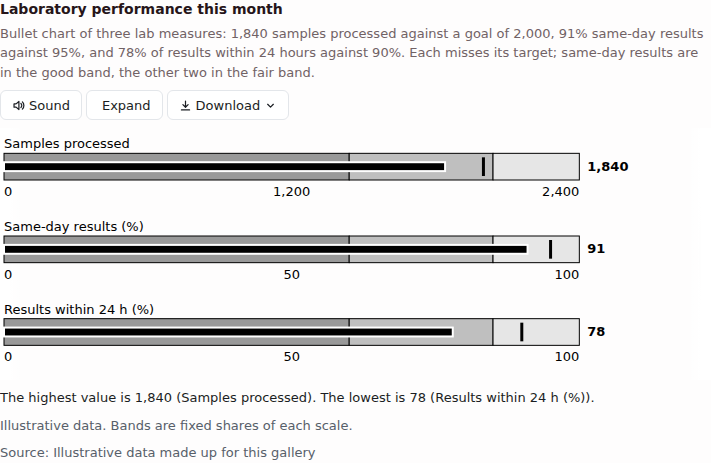 Laboratory performance this month
Bullet chart of three lab measures: 1,840 samples processed against a goal of 2,000, 91% same-day results
against 95%, and 78% of results within 24 hours against 90%. Each misses its target; same-day results are
in the good band, the other two in the fair band.
Sound Expand Download
Samples processed
1,840
0 1,200 2,400
Same-day results (%)
91
0 50 100
Results within 24 h (%)
78
0 50 100
The highest value is 1,840 (Samples processed). The lowest is 78 (Results within 24 h (%)).
Illustrative data. Bands are fixed shares of each scale.
Source: Illustrative data made up for this gallery